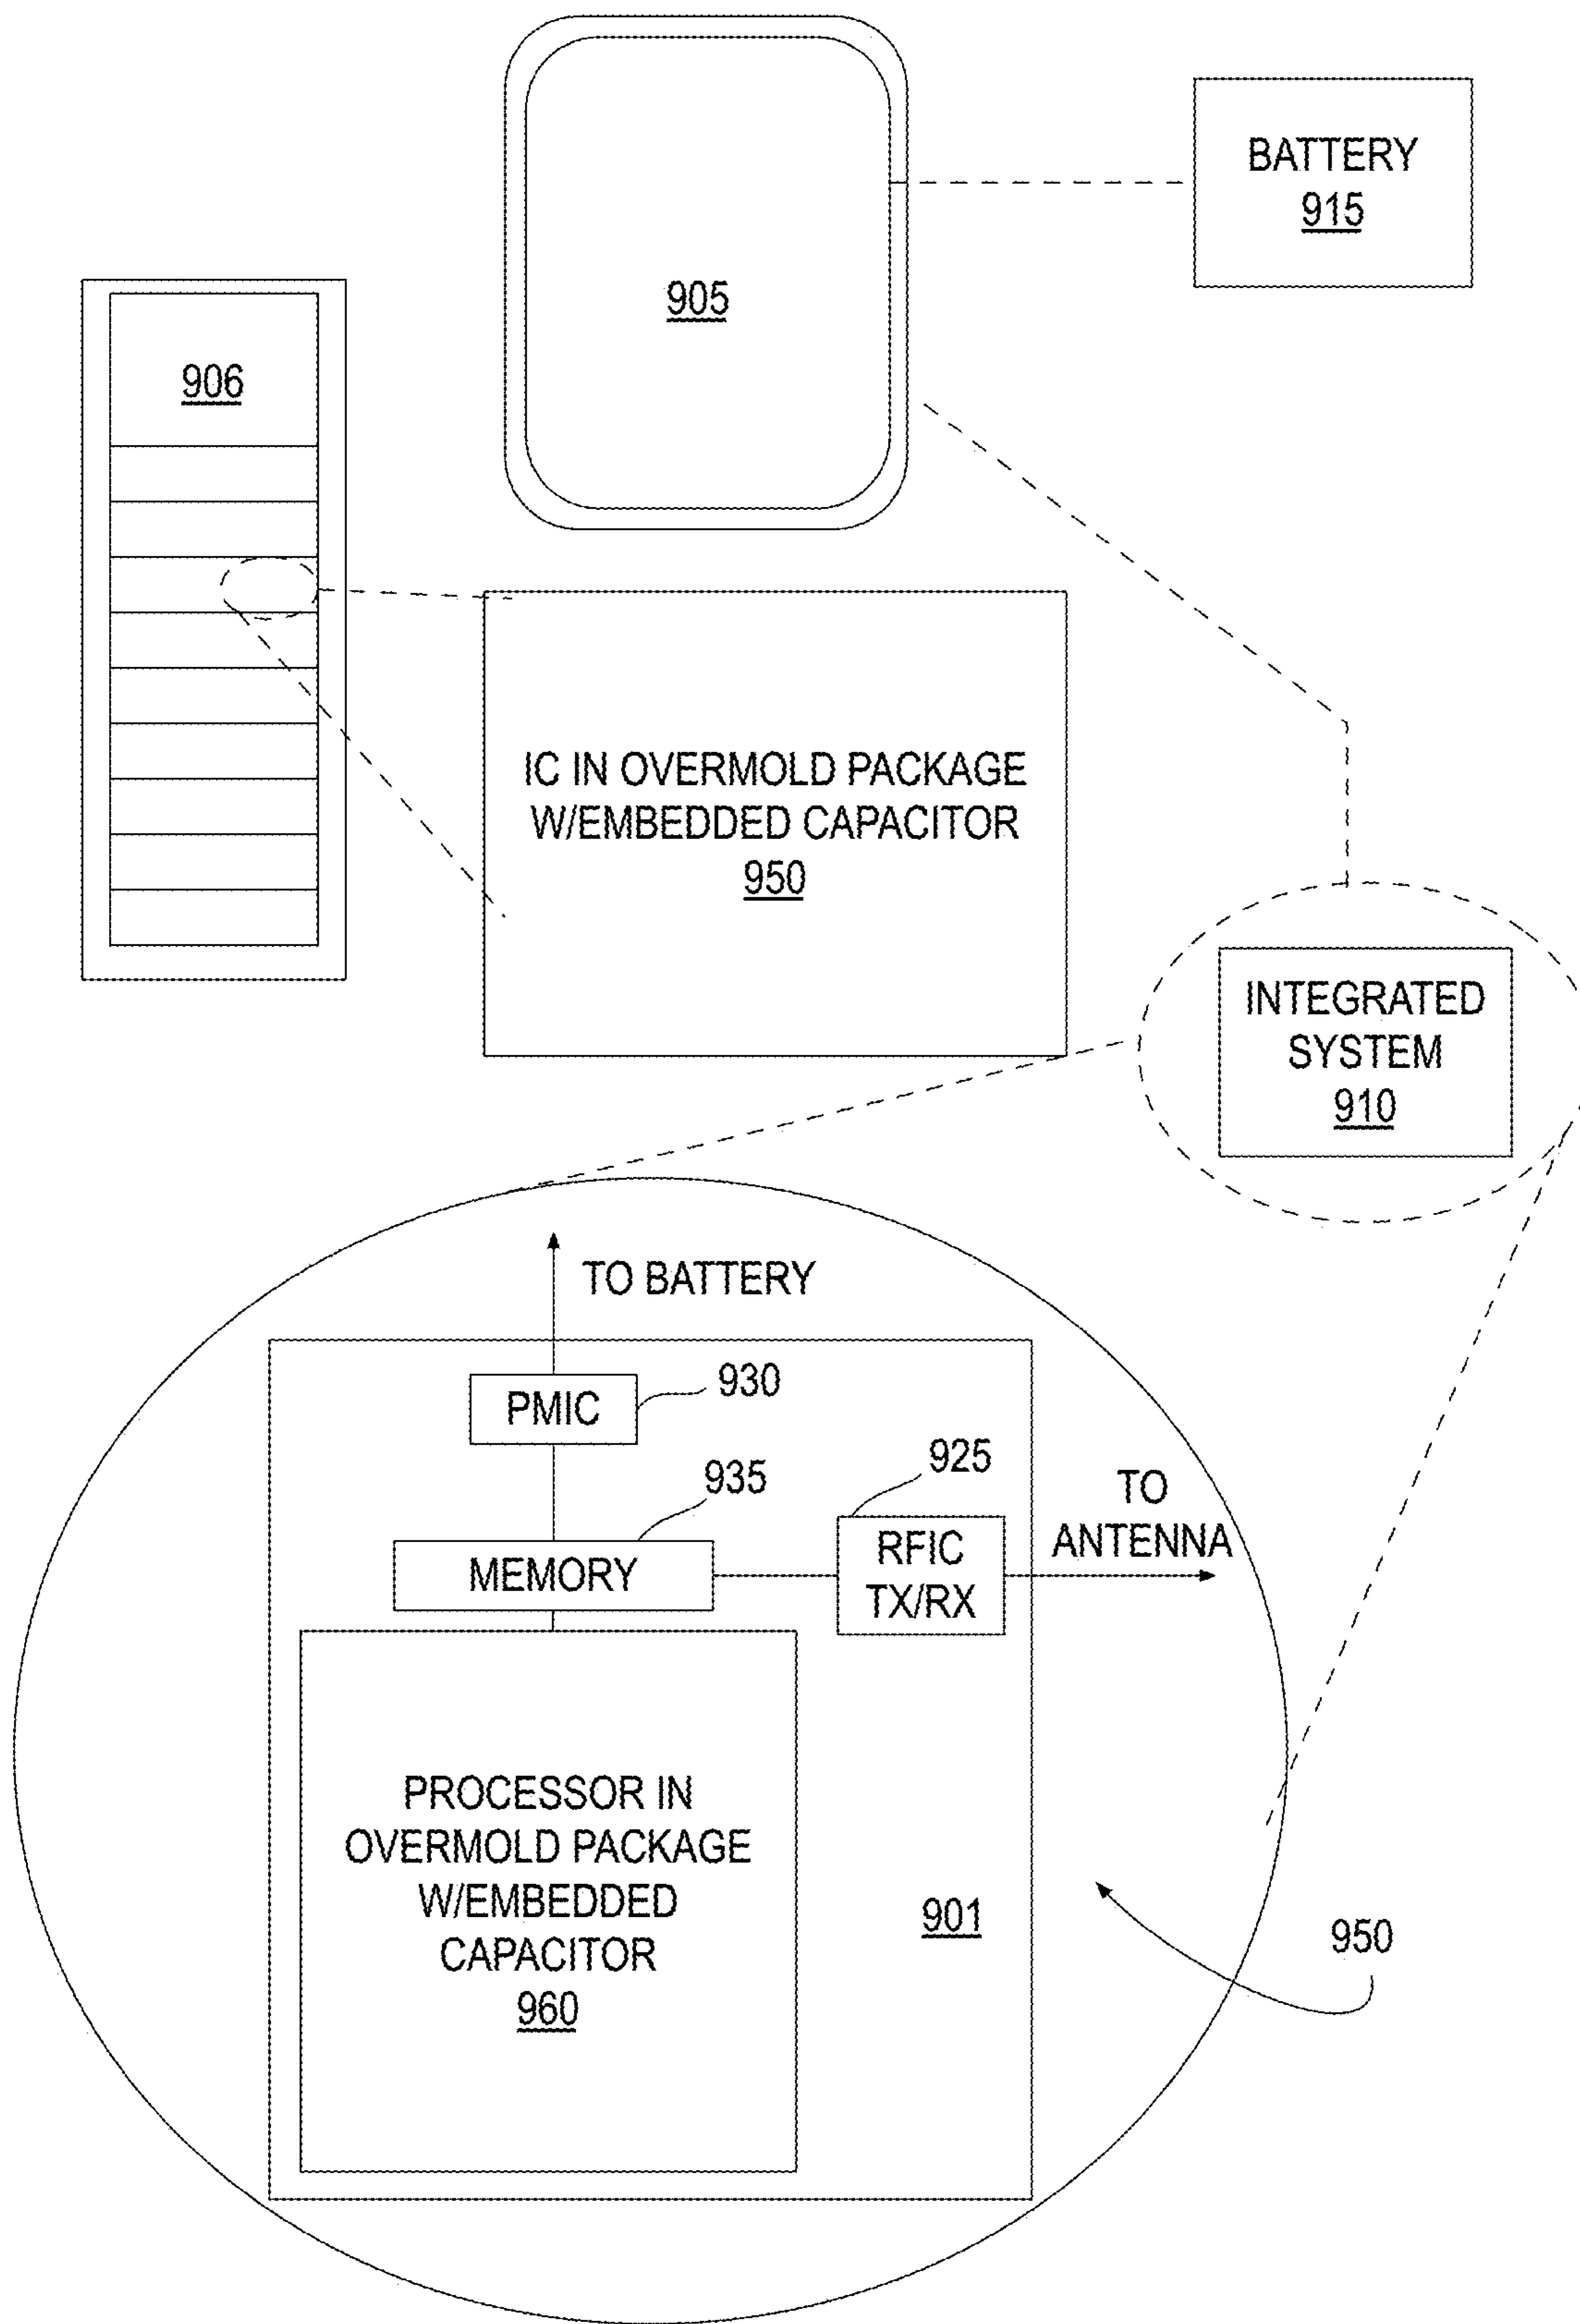 BATTERY
915
905
906
IC IN OVERMOLD PACKAGE
W/EMBEDDED CAPACITOR
950
INTEGRATED
SYSTEM
910
TO BATTERY
PMIC
930
935
925
MEMORY
RFIC
TX/RX
TO
ANTENNA
PROCESSOR IN
OVERMOLD PACKAGE
W/EMBEDDED
CAPACITOR
960
901
950